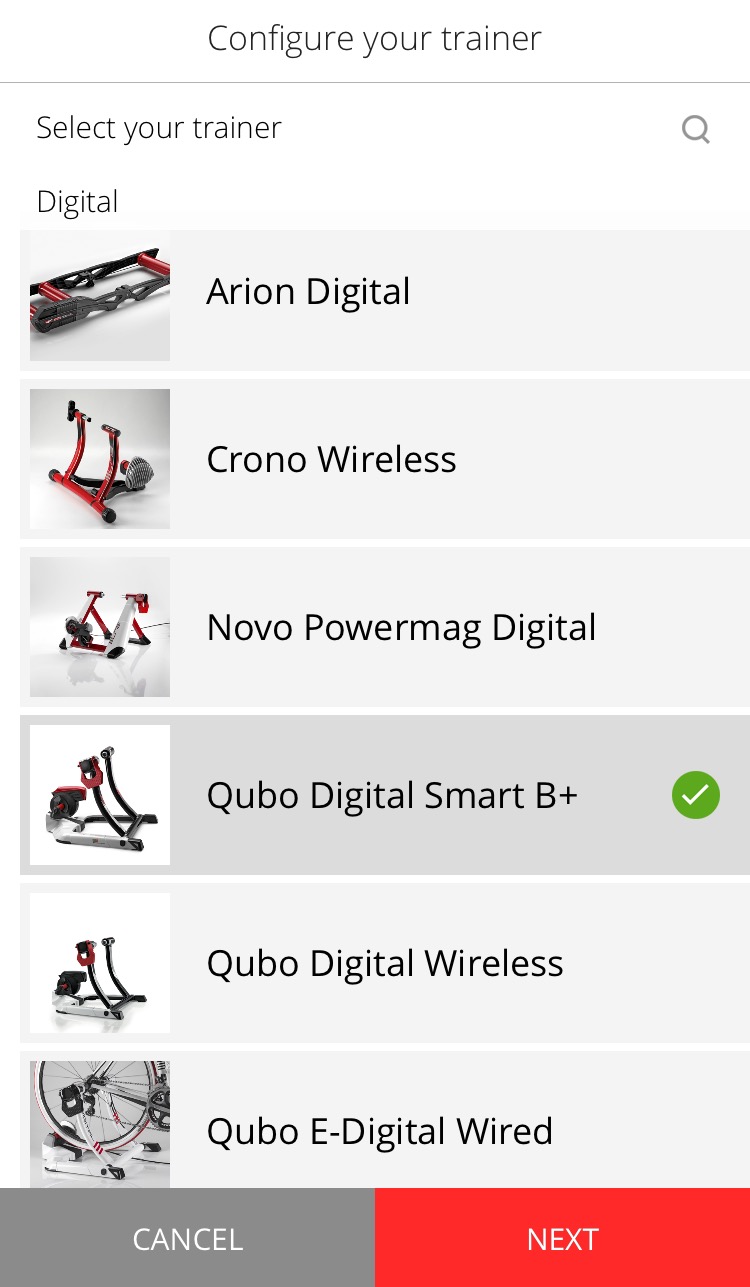 Configure your trainer
Select your trainer
Digital
Arion Digital
Crono Wireless
Novo Powermag Digital
Qubo Digital Smart B+
Qubo Digital Wireless
Qubo E-Digital Wired
CANCEL
NEXT